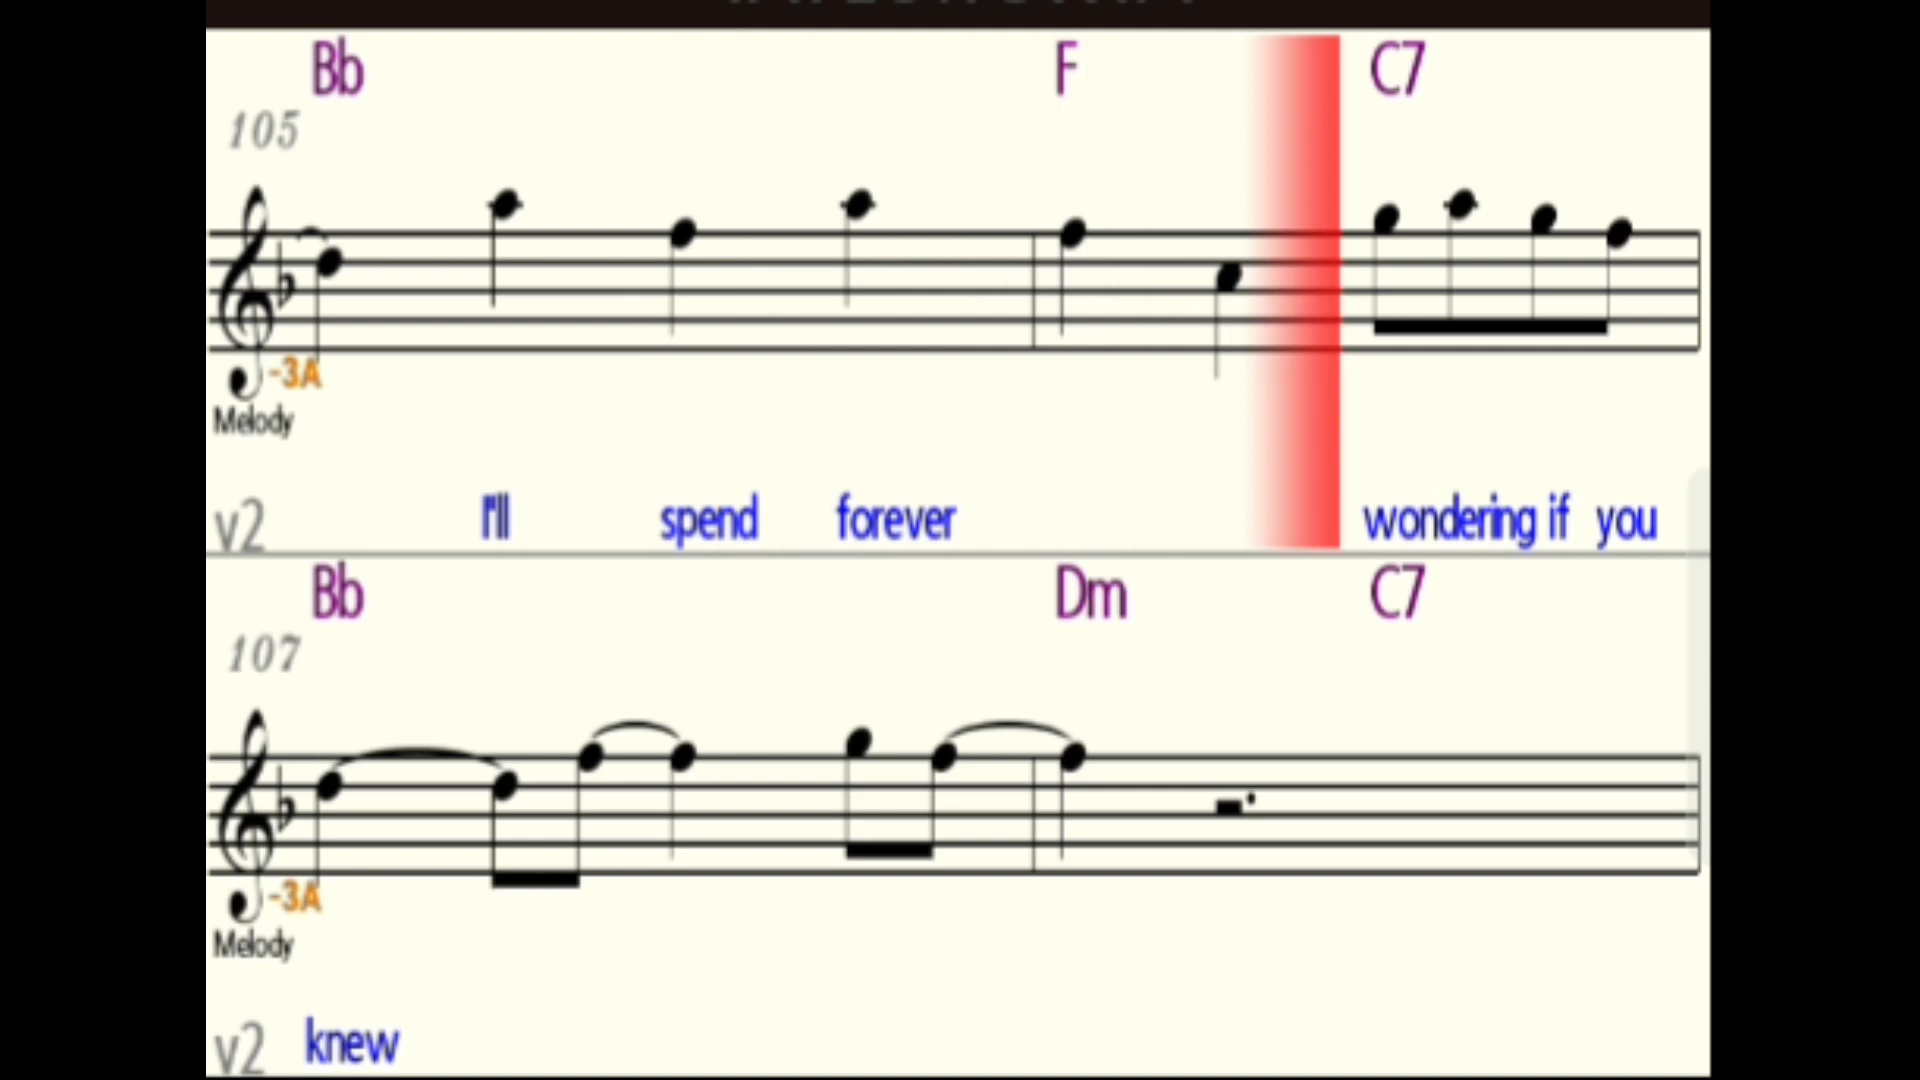 Bb F C7
105
-3A
Melody
v2 I'll spend forever wondering if you
Bb Dm C7
107
-3A
Melody
v2 knew